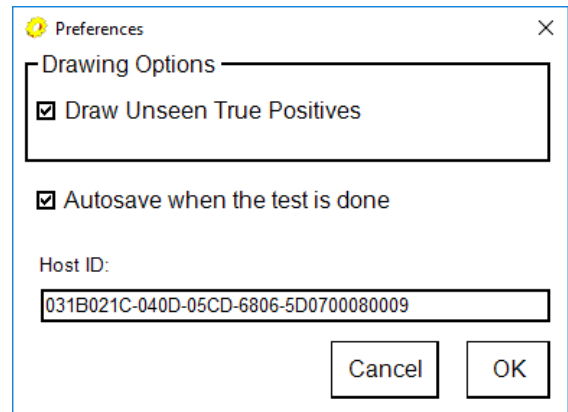 Preferences
Drawing Options
Draw Unseen True Positives
Autosave when the test is done
Host ID:
031B021C-040D-05CD-6806-5D0700080009
Cancel OK